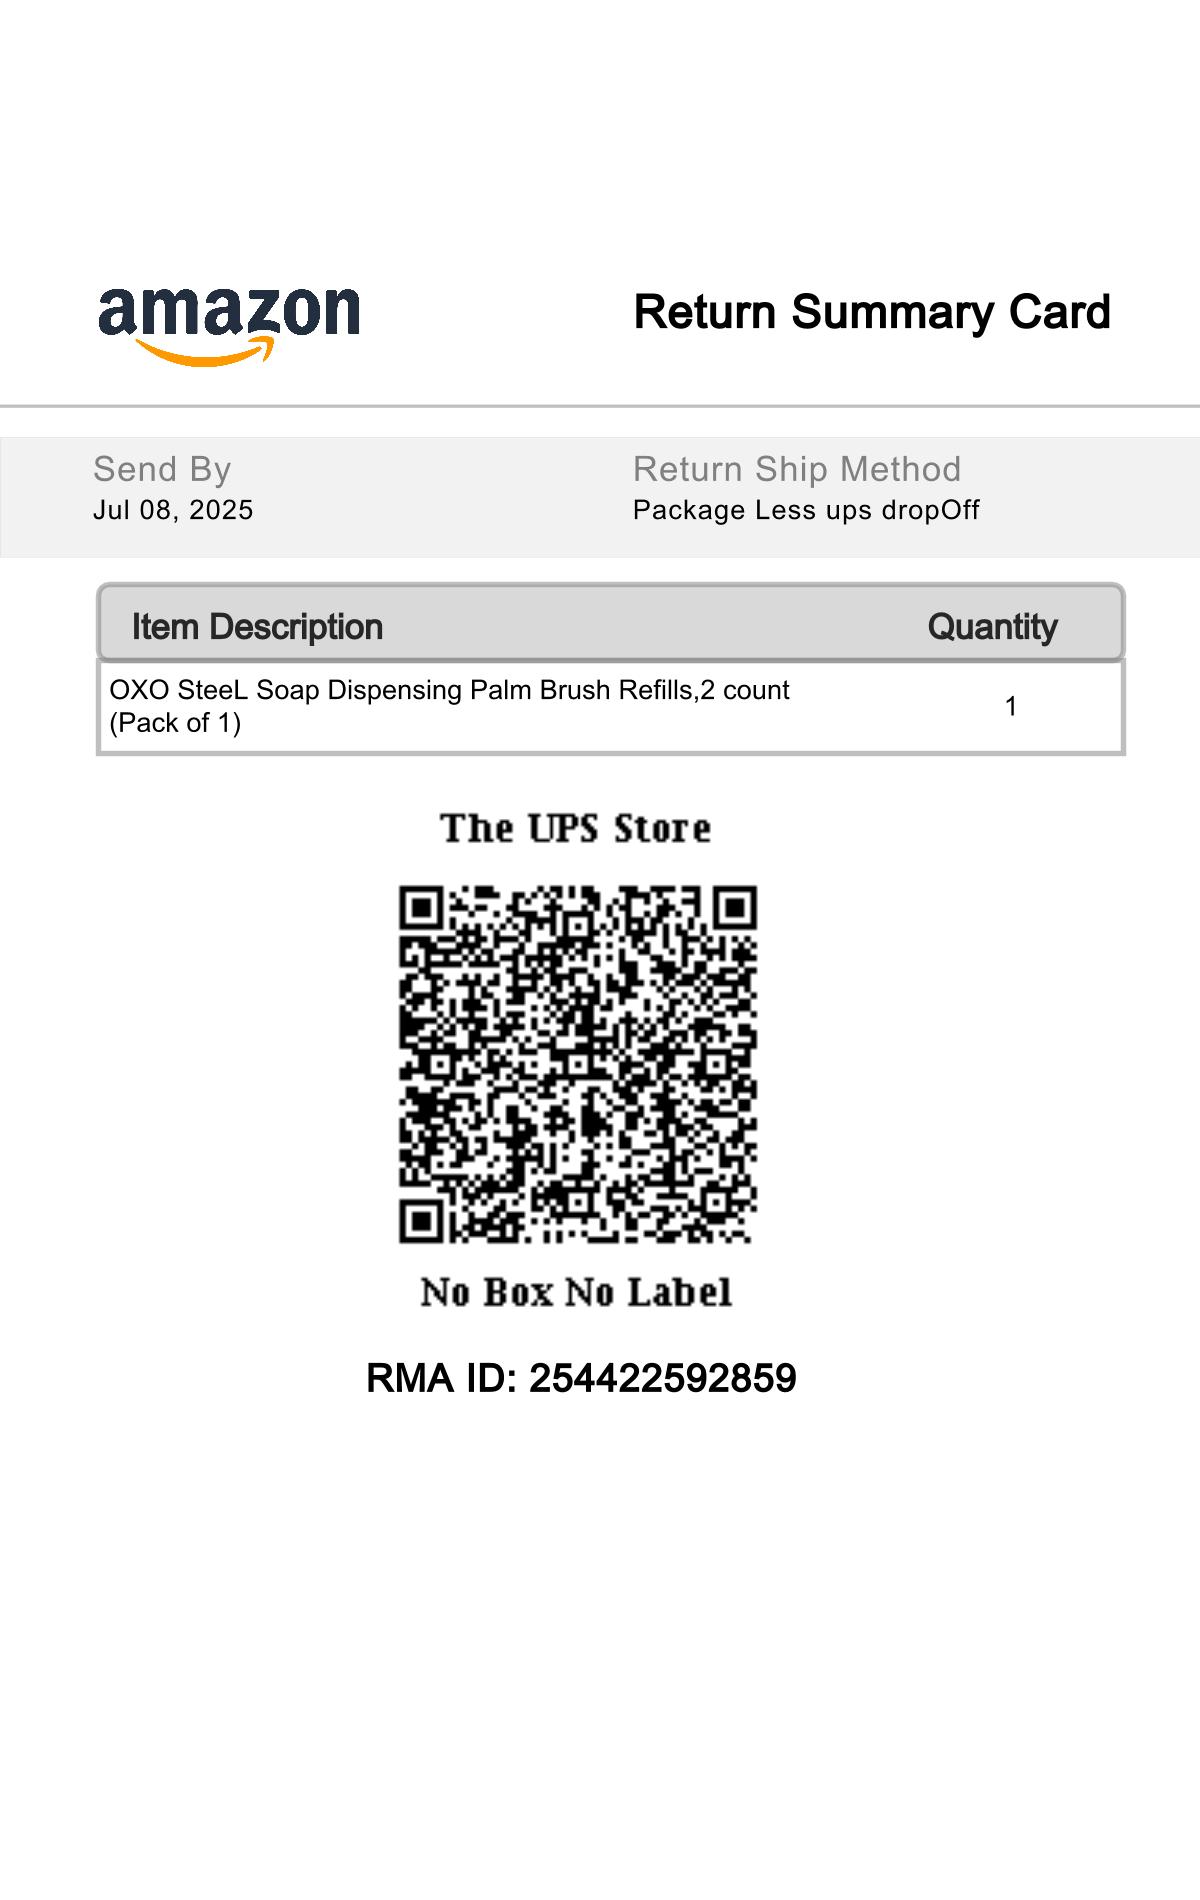 amazon
Return Summary Card
Send By
Return Ship Method
Jul 08, 2025
Package Less ups dropOff
Item Description
Quantity
OXO SteeL Soap Dispensing Palm Brush Refills,2 count
(Pack of 1)
1
The UPS Store
No Box No Label
RMA ID: 254422592859